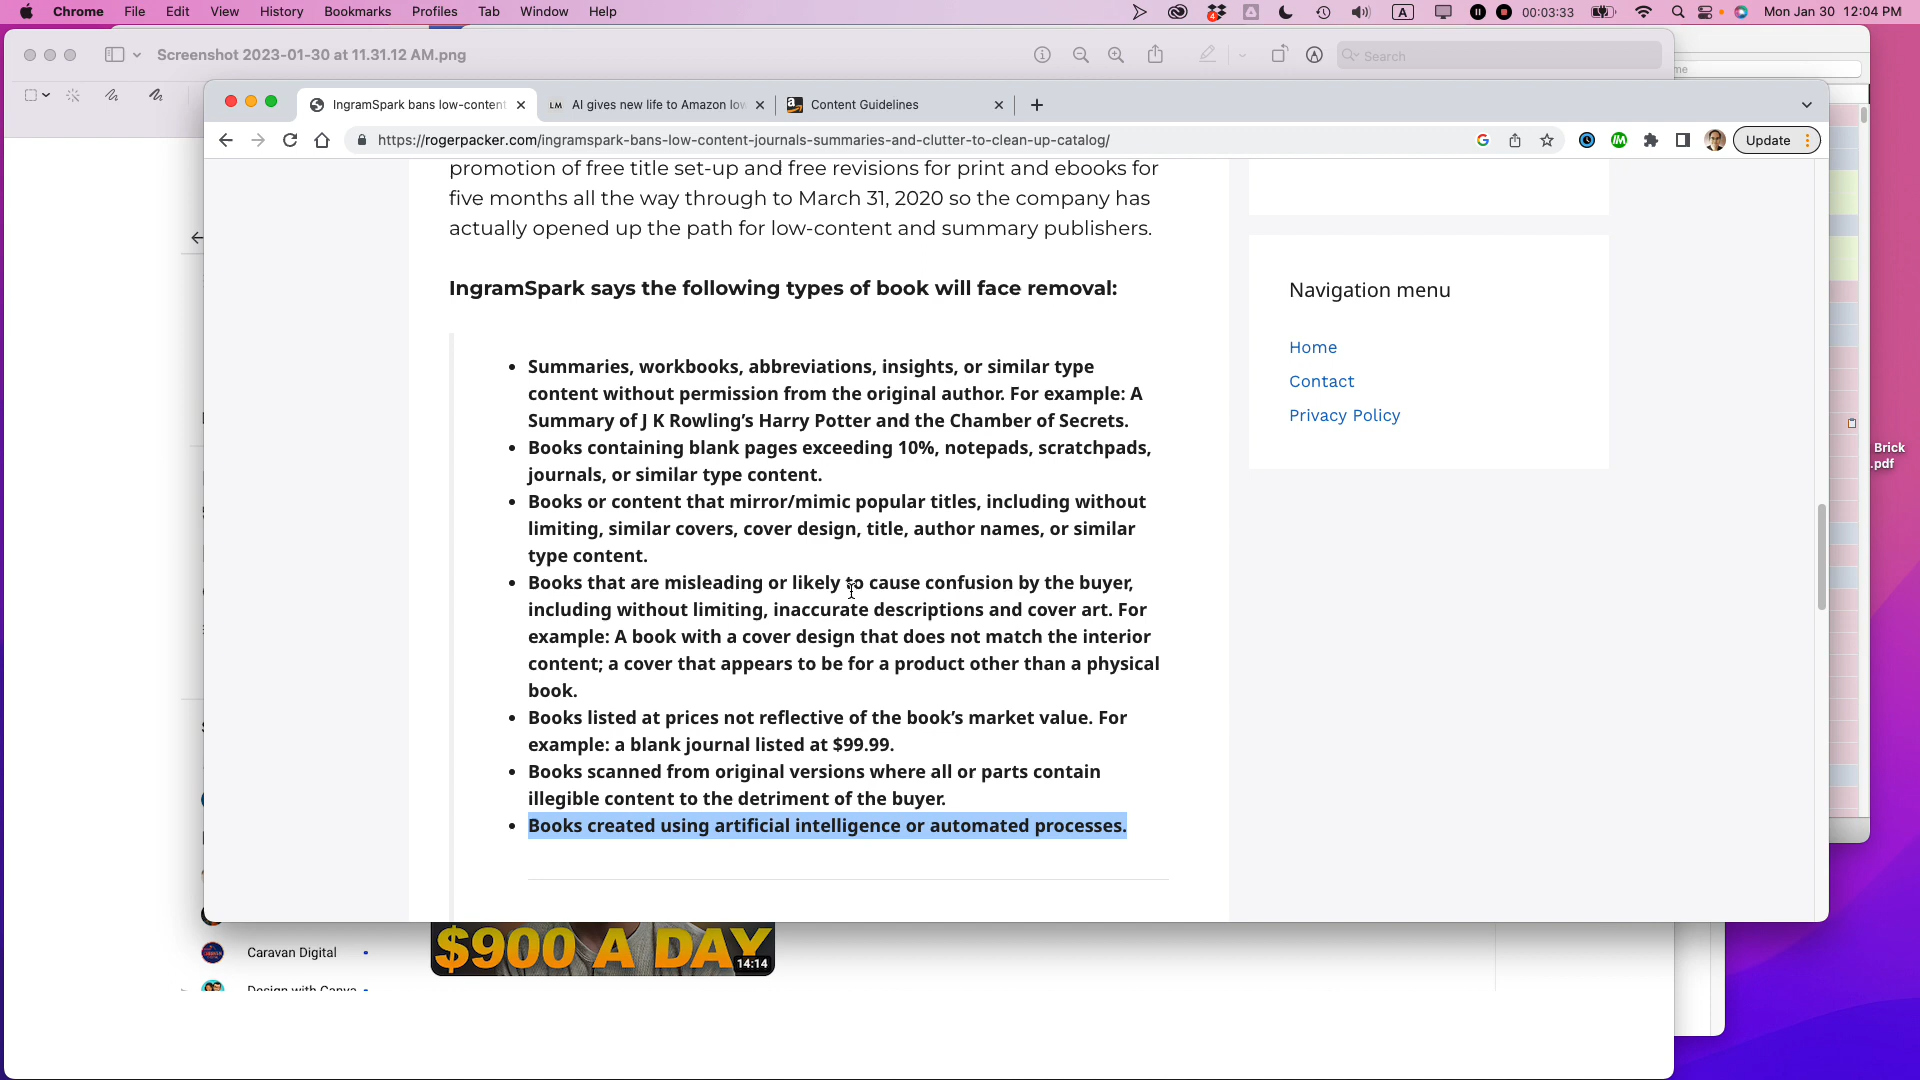 Chrome File Edit View History Bookmarks Profiles Tab Window Help
4 A 00:03:33 Mon Jan 30 12:04 PM
Screenshot 2023-01-30 at 11.31.12 AM.png
Search
me
IngramSpark bans low-content
LM AI gives new life to Amazon lo
Content Guidelines
https://rogerpacker.com/ingramspark-bans-low-content-journals-summaries-and-clutter-to-clean-up-catalog/
Update
promotion of free title set-up and free revisions for print and ebooks for
five months all the way through to March 31, 2020 so the company has
actually opened up the path for low-content and summary publishers.
IngramSpark says the following types of book will face removal:
• Summaries, workbooks, abbreviations, insights, or similar type
content without permission from the original author. For example: A
Summary of J K Rowling’s Harry Potter and the Chamber of Secrets.
• Books containing blank pages exceeding 10%, notepads, scratchpads,
journals, or similar type content.
• Books or content that mirror/mimic popular titles, including without
limiting, similar covers, cover design, title, author names, or similar
type content.
• Books that are misleading or likely to cause confusion by the buyer,
including without limiting, inaccurate descriptions and cover art. For
example: A book with a cover design that does not match the interior
content; a cover that appears to be for a product other than a physical
book.
• Books listed at prices not reflective of the book’s market value. For
example: a blank journal listed at $99.99.
• Books scanned from original versions where all or parts contain
illegible content to the detriment of the buyer.
• Books created using artificial intelligence or automated processes.
Navigation menu
Home
Contact
Privacy Policy
Brick
.pdf
Caravan Digital
Design with Canva
$900 A DAY
14:14